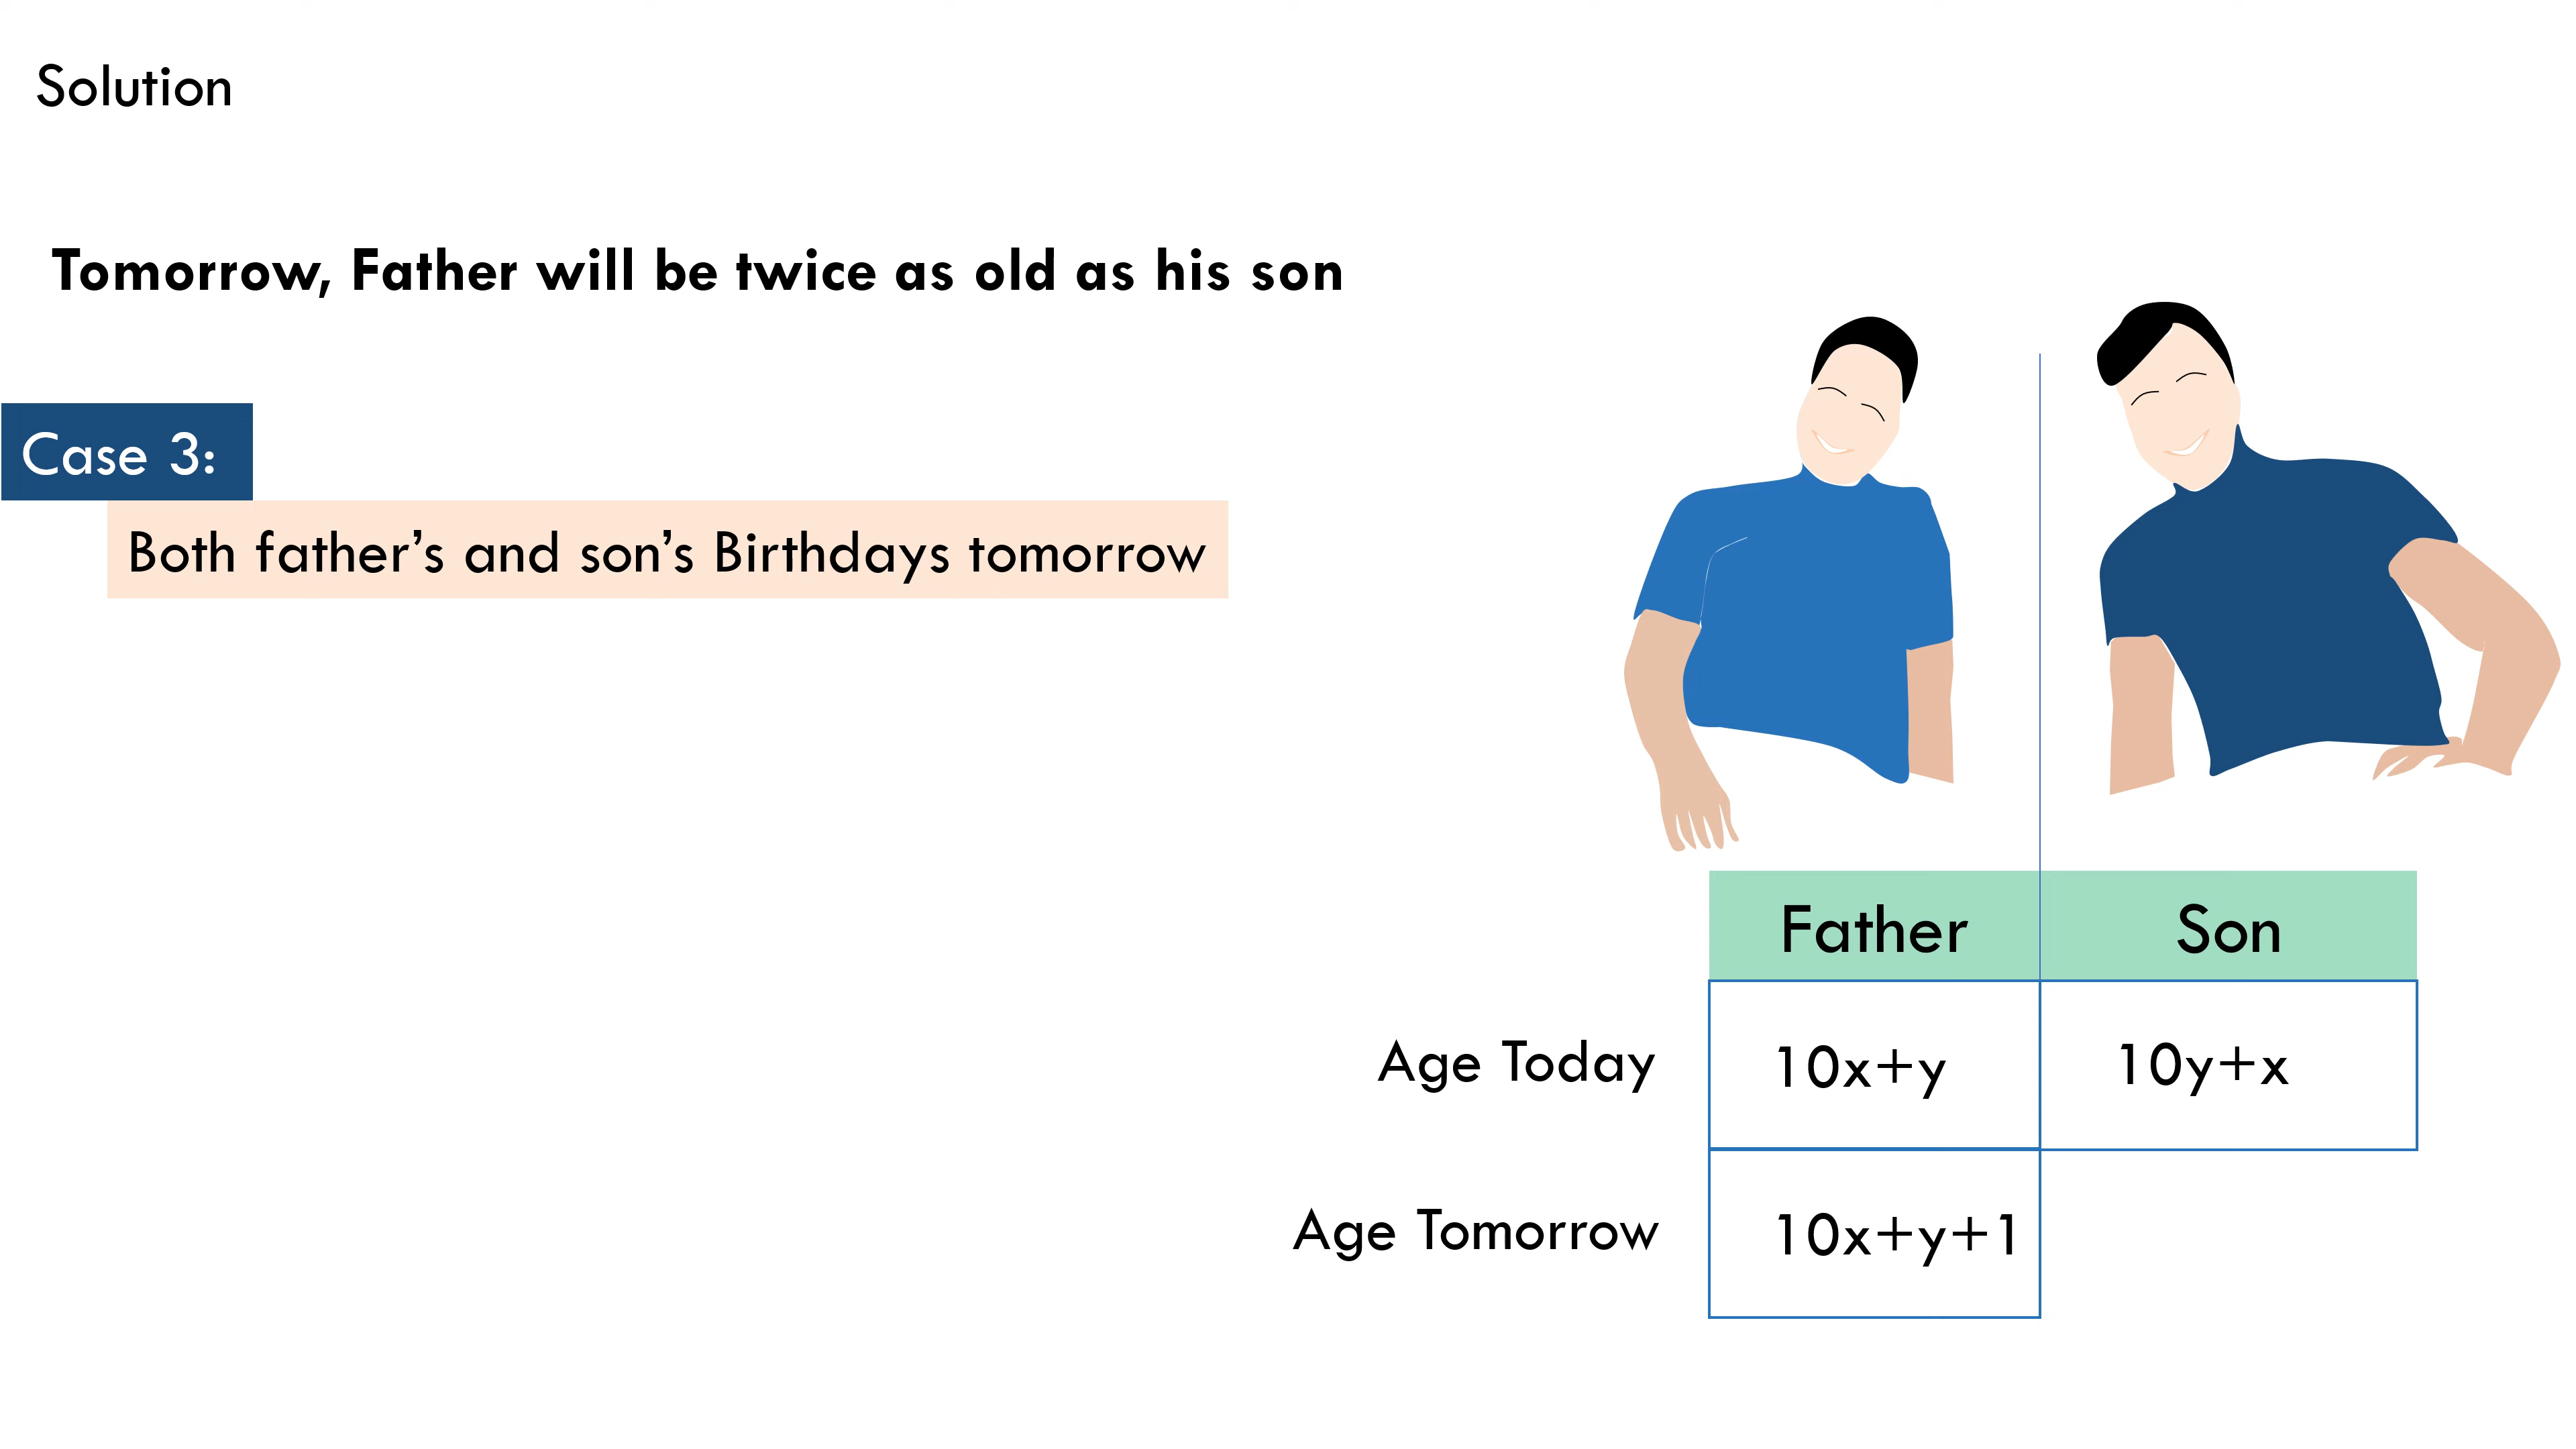 Solution
Tomorrow, Father will be twice as old as his son
Case 3:
Both father’s and son’s Birthdays tomorrow
Father Son
Age Today 10x+y 10y+x
Age Tomorrow 10x+y+1